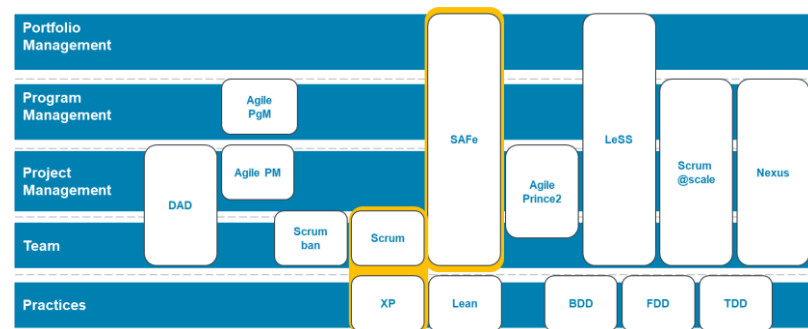 Portfolio
Management
Program
Management
Agile
PgM
SAFe
LeSS
Scrum
@scale
Nexus
Project
Management
DAD
Agile PM
Agile
Prince2
Team
Scrum
ban
Scrum
Practices
XP
Lean
BDD
FDD
TDD